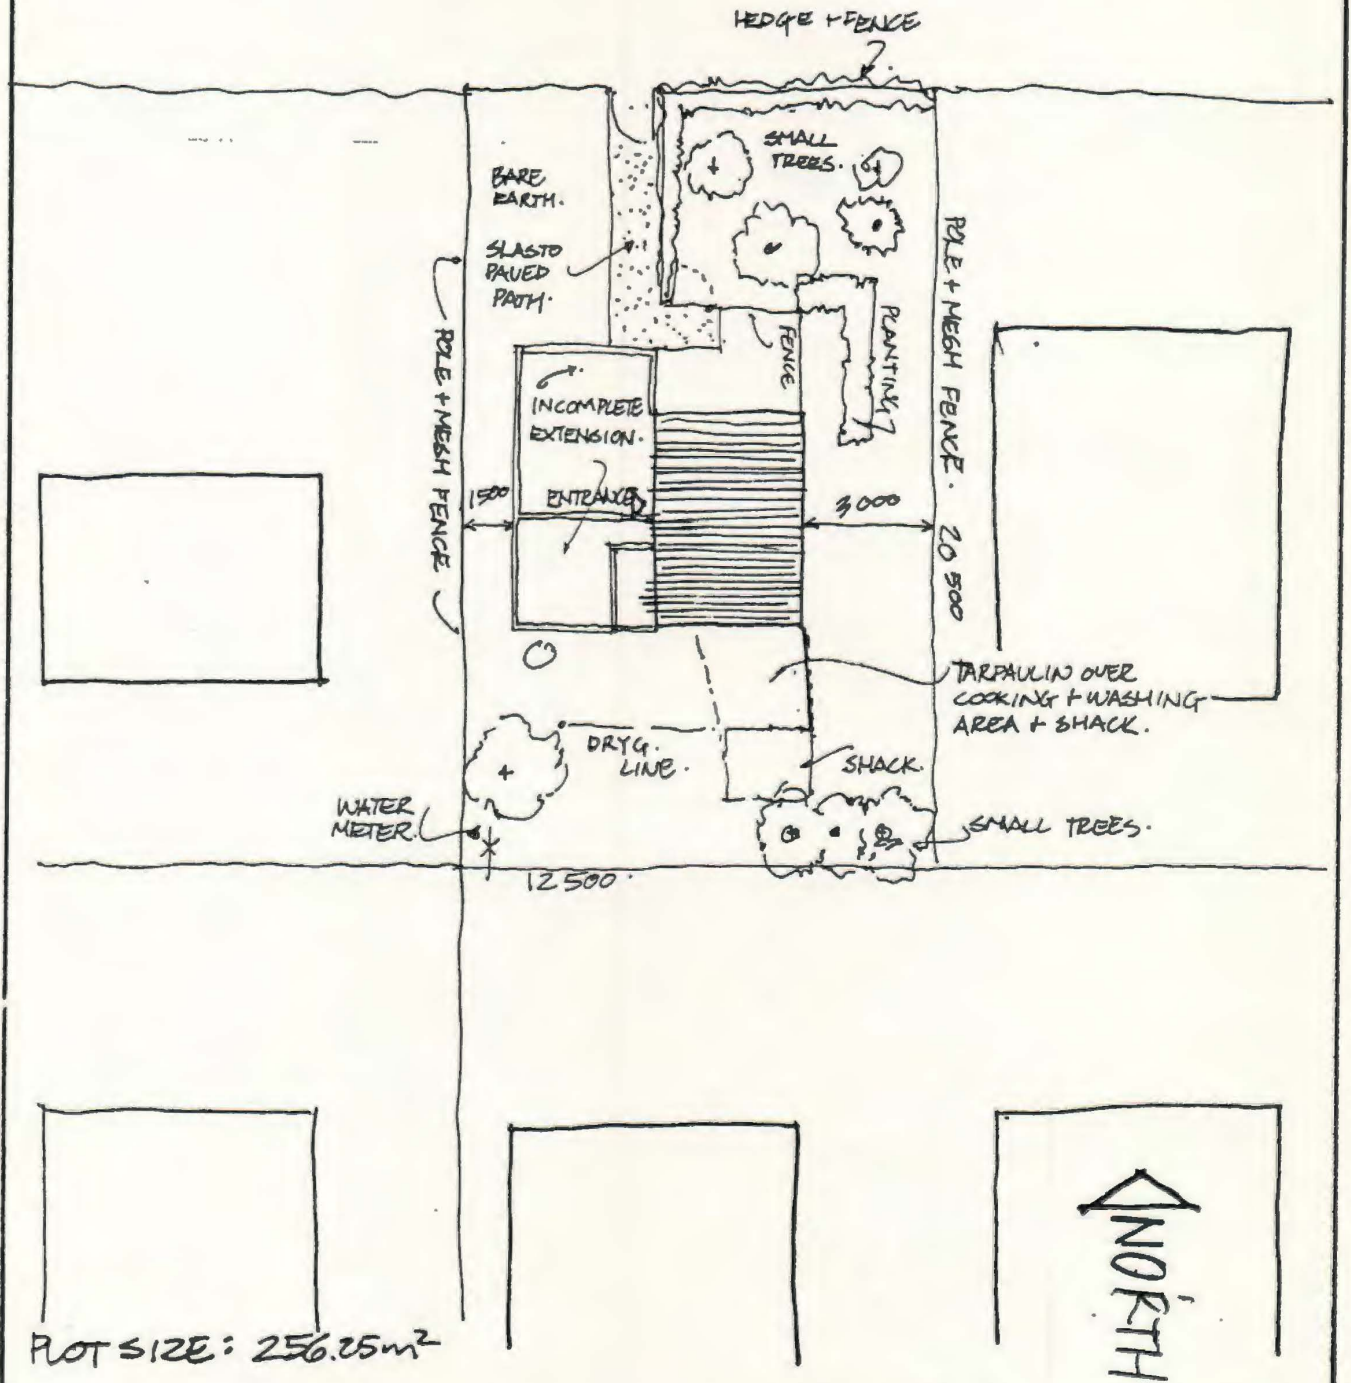 HEDGE + FENCE
SMALL
TREES.
BARE
EARTH.
SLASTO
PAVED
PATH.
POLE + MESH FENCE
FENCE
PLANTING
POLE + MESH FENCE. 20 500
INCOMPLETE
EXTENSION.
1500
ENTRANCE
3000
TARPAULIN OVER
COOKING + WASHING
AREA + SHACK.
DRYG.
LINE.
SHACK.
WATER
METER.
SMALL TREES.
12500.
NORTH
PLOT SIZE: 256.25m²